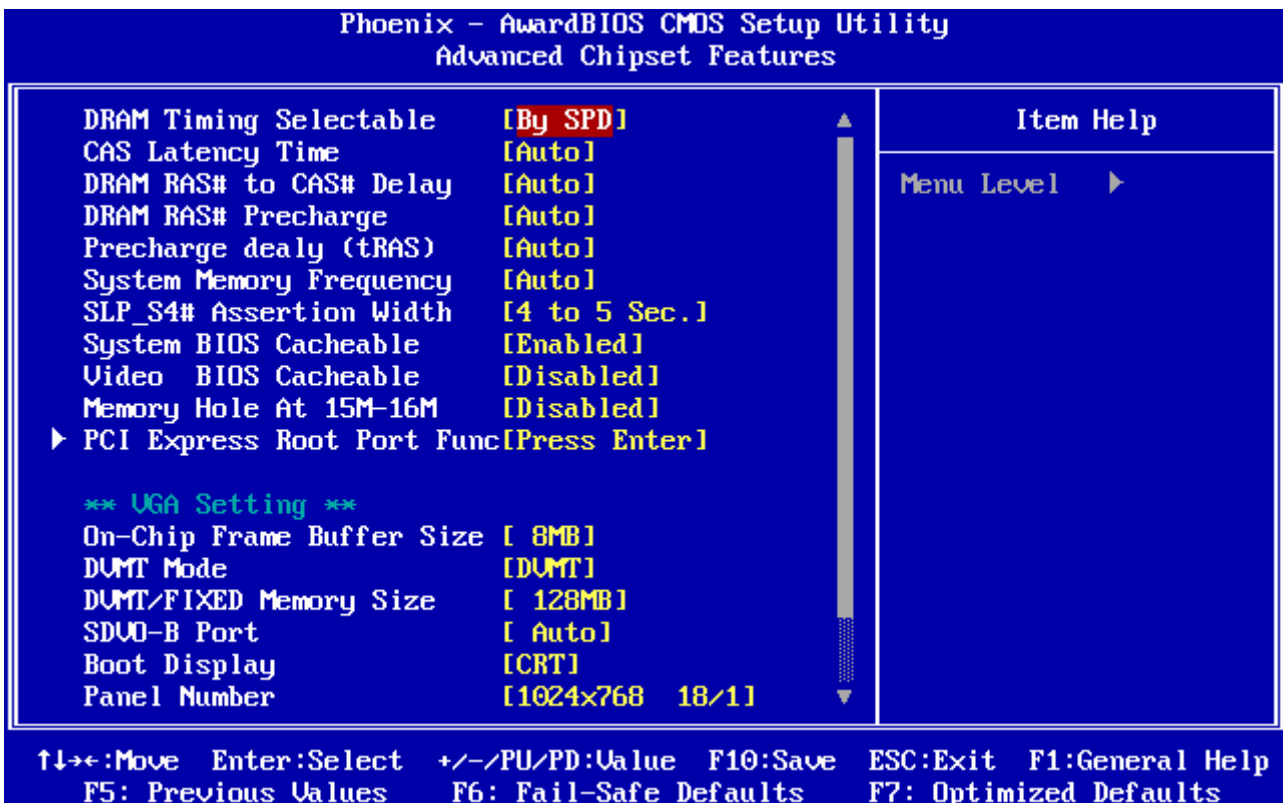 Phoenix - AwardBIOS CMOS Setup Utility
Advanced Chipset Features
DRAM Timing Selectable [By SPD]
CAS Latency Time [Auto]
DRAM RAS# to CAS# Delay [Auto]
DRAM RAS# Precharge [Auto]
Precharge dealy (tRAS) [Auto]
System Memory Frequency [Auto]
SLP_S4# Assertion Width [4 to 5 Sec.]
System BIOS Cacheable [Enabled]
Video  BIOS Cacheable [Disabled]
Memory Hole At 15M-16M [Disabled]
PCI Express Root Port Func[Press Enter]
** VGA Setting **
On-Chip Frame Buffer Size [ 8MB]
DVMT Mode [DVMT]
DVMT/FIXED Memory Size [ 128MB]
SDVO-B Port [ Auto]
Boot Display [CRT]
Panel Number [1024x768  18/1]
Item Help
Menu Level
↑↓→←:Move  Enter:Select  +/-/PU/PD:Value  F10:Save  ESC:Exit  F1:General Help
F5: Previous Values  F6: Fail-Safe Defaults  F7: Optimized Defaults